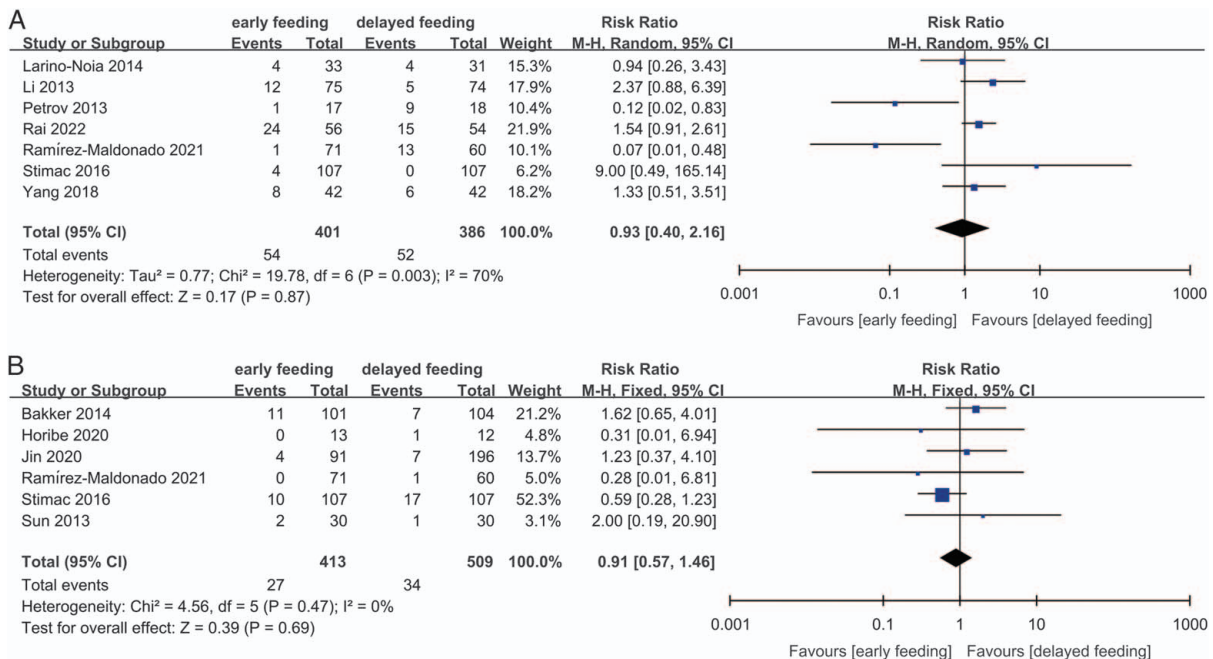 A
early feeding delayed feeding Risk Ratio Risk Ratio
Study or Subgroup Events Total Events Total Weight M-H, Random, 95% CI M-H, Random, 95% CI
Larino-Noia 2014 4 33 4 31 15.3% 0.94 [0.26, 3.43]
Li 2013 12 75 5 74 17.9% 2.37 [0.88, 6.39]
Petrov 2013 1 17 9 18 10.4% 0.12 [0.02, 0.83]
Rai 2022 24 56 15 54 21.9% 1.54 [0.91, 2.61]
Ramírez-Maldonado 2021 1 71 13 60 10.1% 0.07 [0.01, 0.48]
Stimac 2016 4 107 0 107 6.2% 9.00 [0.49, 165.14]
Yang 2018 8 42 6 42 18.2% 1.33 [0.51, 3.51]
Total (95% CI) 401 386 100.0% 0.93 [0.40, 2.16]
Total events 54 52
Heterogeneity: Tau² = 0.77; Chi² = 19.78, df = 6 (P = 0.003); I² = 70%
Test for overall effect: Z = 0.17 (P = 0.87)
0.001 0.1 1 10 1000
Favours [early feeding] Favours [delayed feeding]
B
early feeding delayed feeding Risk Ratio Risk Ratio
Study or Subgroup Events Total Events Total Weight M-H, Fixed, 95% CI M-H, Fixed, 95% CI
Bakker 2014 11 101 7 104 21.2% 1.62 [0.65, 4.01]
Horibe 2020 0 13 1 12 4.8% 0.31 [0.01, 6.94]
Jin 2020 4 91 7 196 13.7% 1.23 [0.37, 4.10]
Ramírez-Maldonado 2021 0 71 1 60 5.0% 0.28 [0.01, 6.81]
Stimac 2016 10 107 17 107 52.3% 0.59 [0.28, 1.23]
Sun 2013 2 30 1 30 3.1% 2.00 [0.19, 20.90]
Total (95% CI) 413 509 100.0% 0.91 [0.57, 1.46]
Total events 27 34
Heterogeneity: Chi² = 4.56, df = 5 (P = 0.47); I² = 0%
Test for overall effect: Z = 0.39 (P = 0.69)
0.001 0.1 1 10 1000
Favours [early feeding] Favours [delayed feeding]